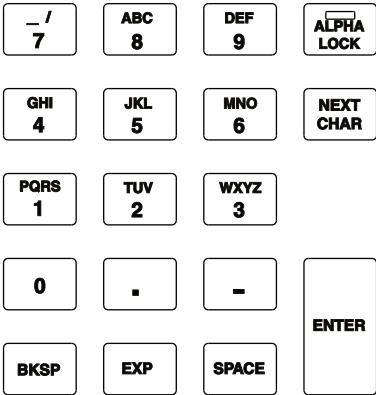 _ /
7
ABC
8
DEF
9
ALPHA
LOCK
GHI
4
JKL
5
MNO
6
NEXT
CHAR
PQRS
1
TUV
2
WXYZ
3
0
.
-
ENTER
BKSP
EXP
SPACE